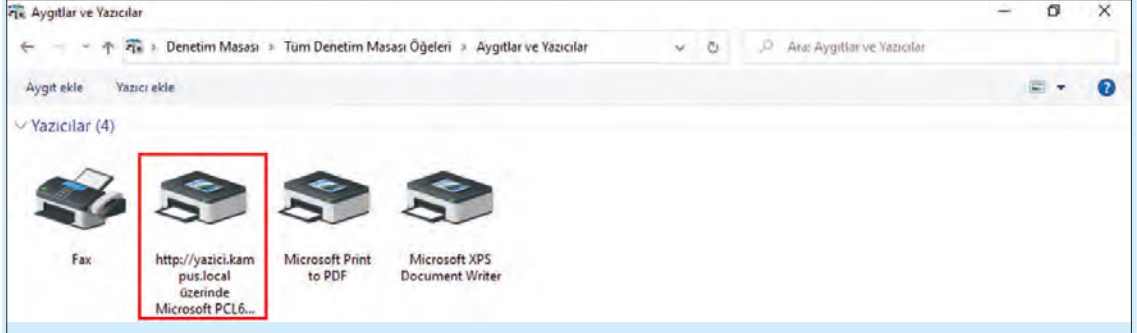 Aygıtlar ve Yazıcılar
Denetim Masası > Tüm Denetim Masası Öğeleri > Aygıtlar ve Yazıcılar
Ara: Aygıtlar ve Yazıcılar
Aygıt ekle Yazıcı ekle
Yazıcılar (4)
Fax
http://yazici.kam
pus.local
üzerinde
Microsoft PCL6...
Microsoft Print
to PDF
Microsoft XPS
Document Writer